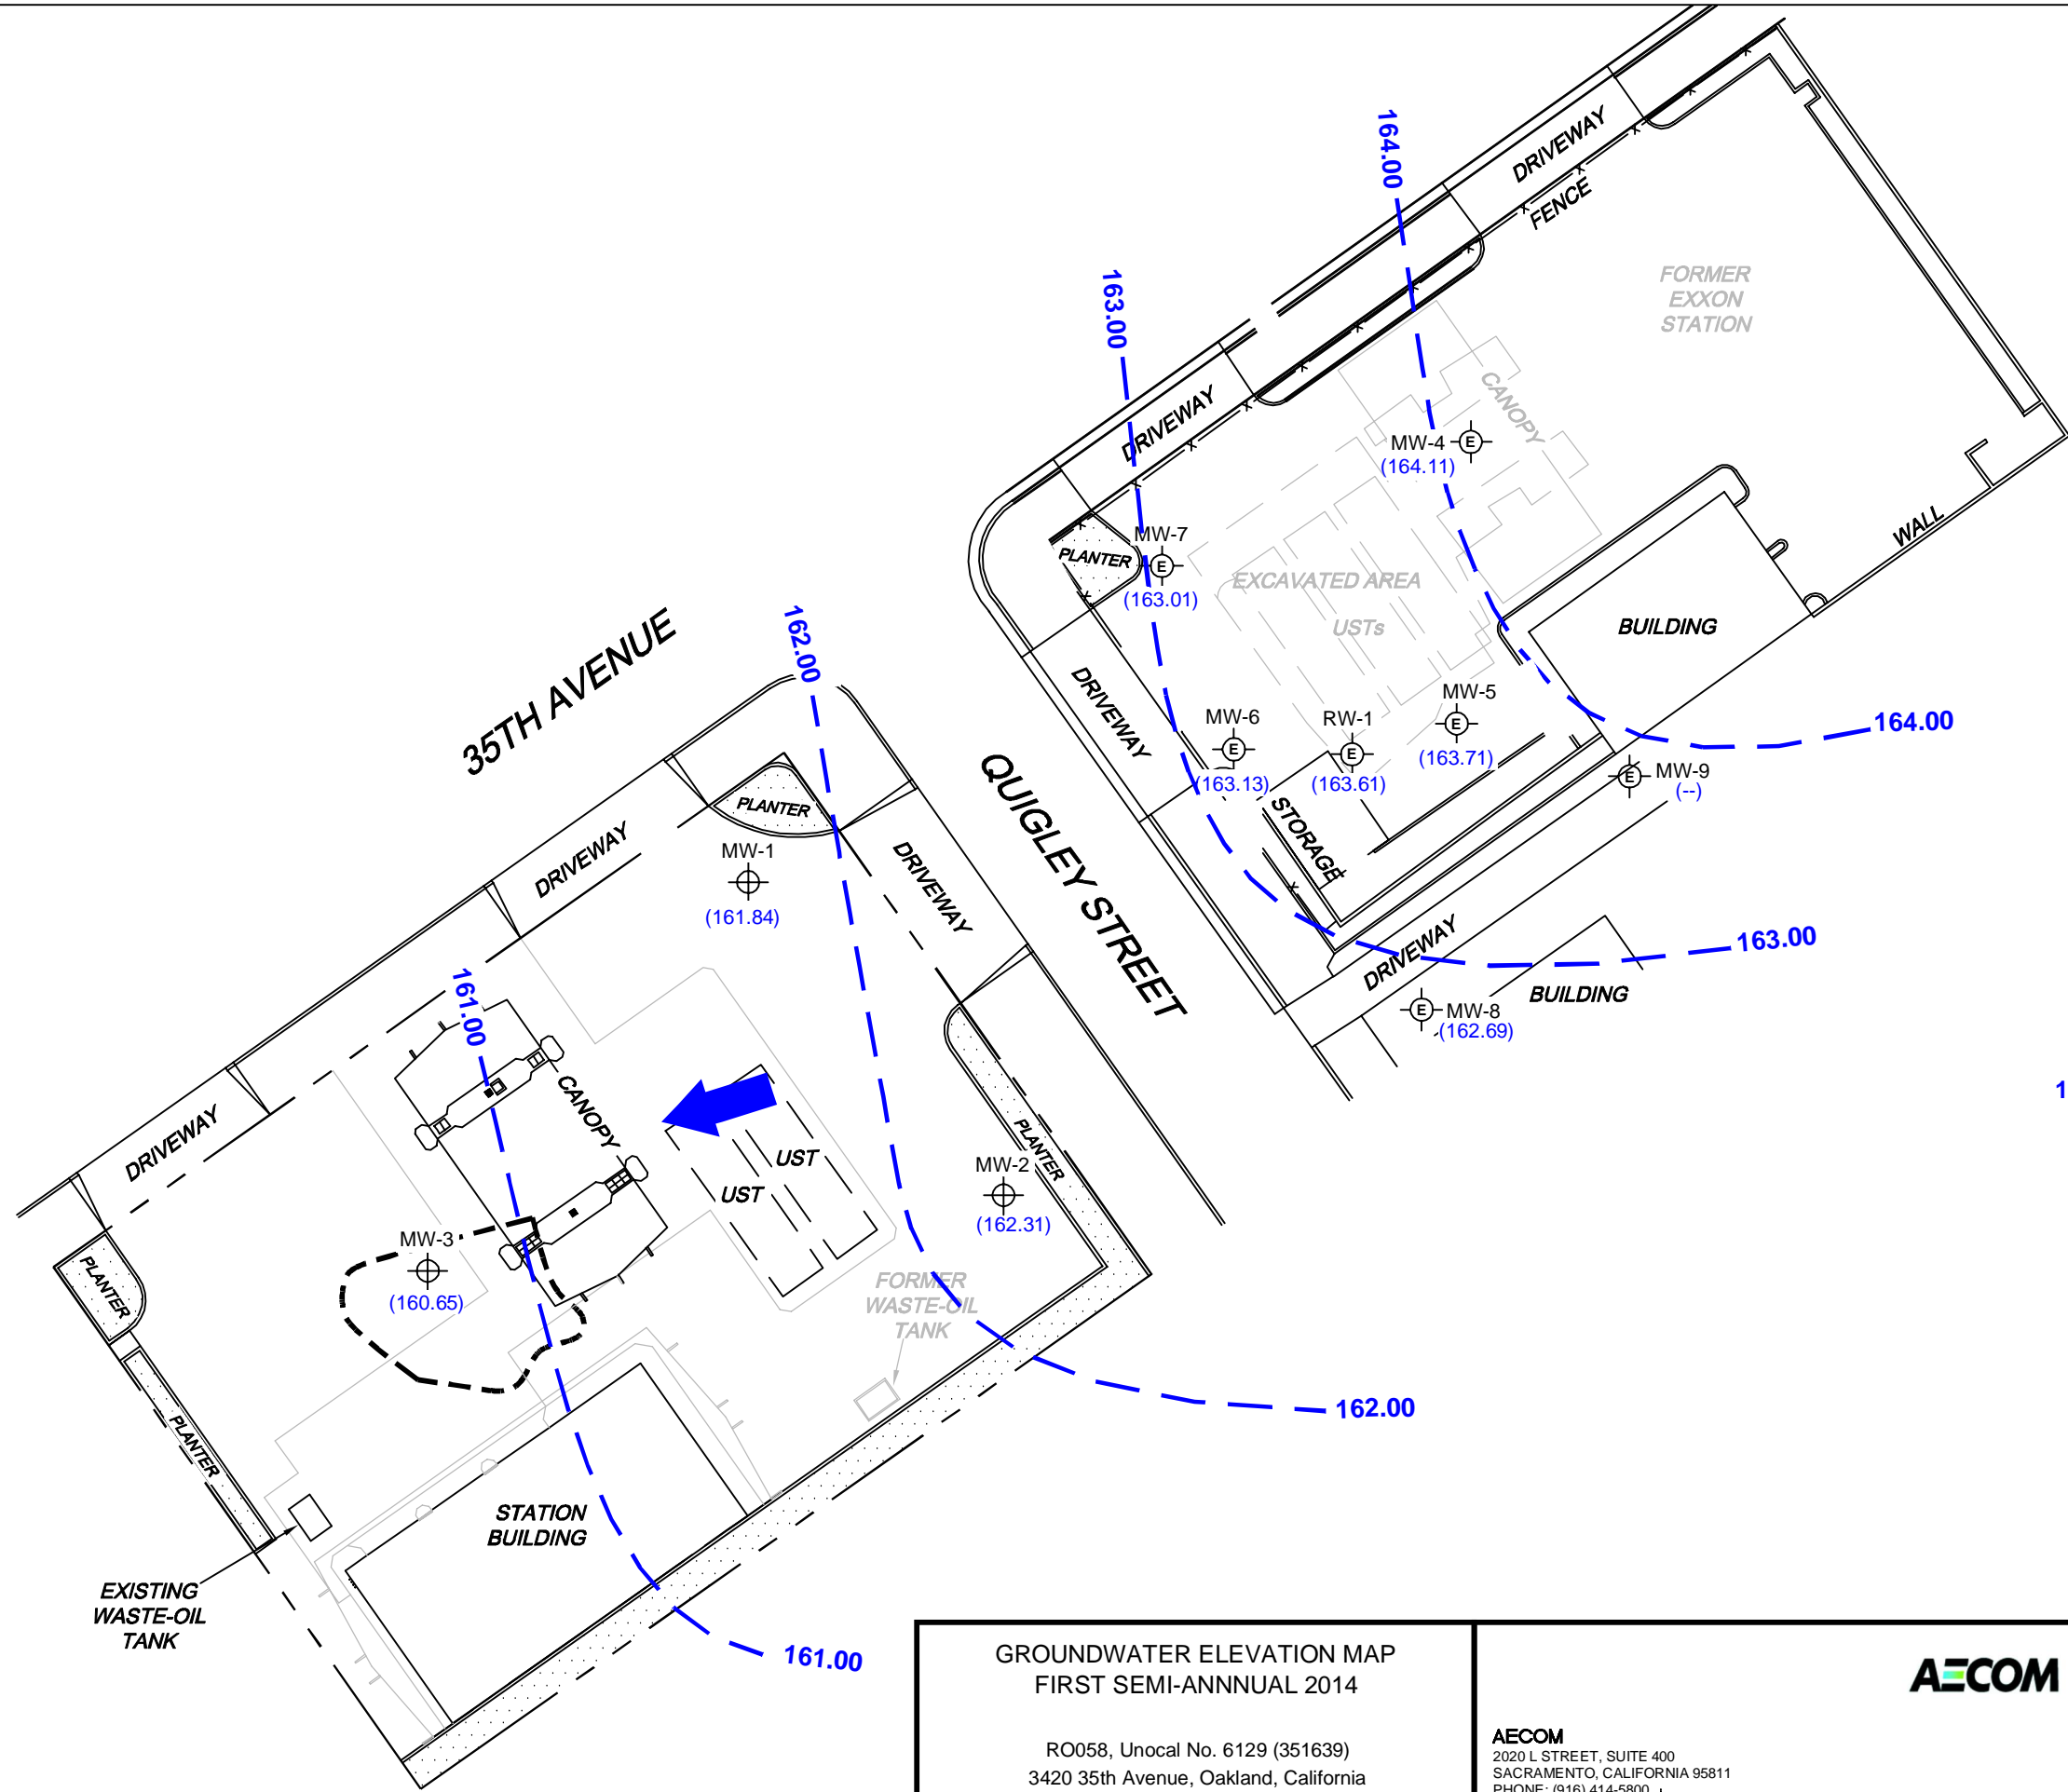 164.00
DRIVEWAY
FENCE
163.00
FORMER
EXXON
STATION
CANOPY
DRIVEWAY
MW-4
(164.11)
WALL
MW-7
PLANTER
(163.01)
EXCAVATED AREA
USTs
BUILDING
162.00
35TH AVENUE
DRIVEWAY
MW-6
(163.13)
RW-1
(163.61)
MW-5
(163.71)
164.00
MW-9
(--)
QUIGLEY STREET
STORAGE
PLANTER
DRIVEWAY
MW-1
(161.84)
DRIVEWAY
163.00
DRIVEWAY
BUILDING
MW-8
(162.69)
161.00
CANOPY
1
DRIVEWAY
UST
UST
PLANTER
MW-2
(162.31)
MW-3
(160.65)
PLANTER
FORMER
WASTE-OIL
TANK
162.00
PLANTER
STATION
BUILDING
EXISTING
WASTE-OIL
TANK
161.00
GROUNDWATER ELEVATION MAP
FIRST SEMI-ANNNUAL 2014
RO058, Unocal No. 6129 (351639)
3420 35th Avenue, Oakland, California
AECOM
AECOM
2020 L STREET, SUITE 400
SACRAMENTO, CALIFORNIA 95811
PHONE: (916) 414-5800
E
E
E
E
E
E
E